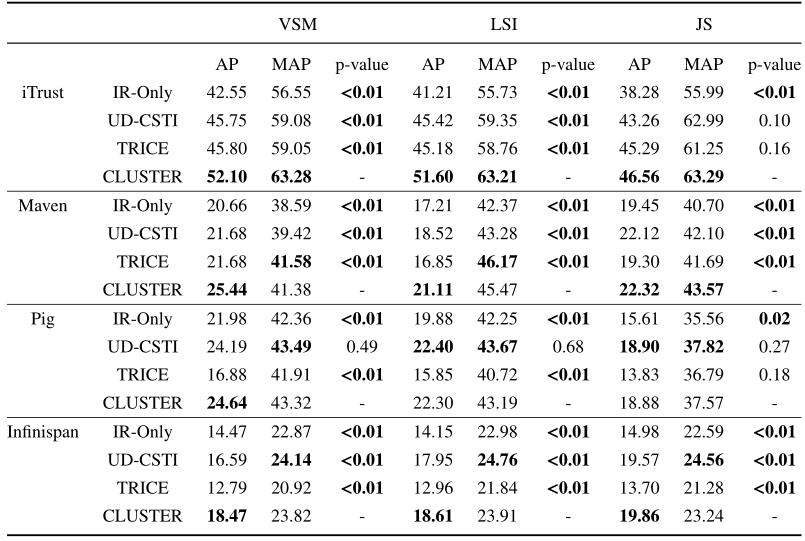 VSM LSI JS
AP MAP p-value AP MAP p-value AP MAP p-value
iTrust IR-Only 42.55 56.55 <0.01 41.21 55.73 <0.01 38.28 55.99 <0.01
UD-CSTI 45.75 59.08 <0.01 45.42 59.35 <0.01 43.26 62.99 0.10
TRICE 45.80 59.05 <0.01 45.18 58.76 <0.01 45.29 61.25 0.16
CLUSTER 52.10 63.28 - 51.60 63.21 - 46.56 63.29 -
Maven IR-Only 20.66 38.59 <0.01 17.21 42.37 <0.01 19.45 40.70 <0.01
UD-CSTI 21.68 39.42 <0.01 18.52 43.28 <0.01 22.12 42.10 <0.01
TRICE 21.68 41.58 <0.01 16.85 46.17 <0.01 19.30 41.69 <0.01
CLUSTER 25.44 41.38 - 21.11 45.47 - 22.32 43.57 -
Pig IR-Only 21.98 42.36 <0.01 19.88 42.25 <0.01 15.61 35.56 0.02
UD-CSTI 24.19 43.49 0.49 22.40 43.67 0.68 18.90 37.82 0.27
TRICE 16.88 41.91 <0.01 15.85 40.72 <0.01 13.83 36.79 0.18
CLUSTER 24.64 43.32 - 22.30 43.19 - 18.88 37.57 -
Infinispan IR-Only 14.47 22.87 <0.01 14.15 22.98 <0.01 14.98 22.59 <0.01
UD-CSTI 16.59 24.14 <0.01 17.95 24.76 <0.01 19.57 24.56 <0.01
TRICE 12.79 20.92 <0.01 12.96 21.84 <0.01 13.70 21.28 <0.01
CLUSTER 18.47 23.82 - 18.61 23.91 - 19.86 23.24 -